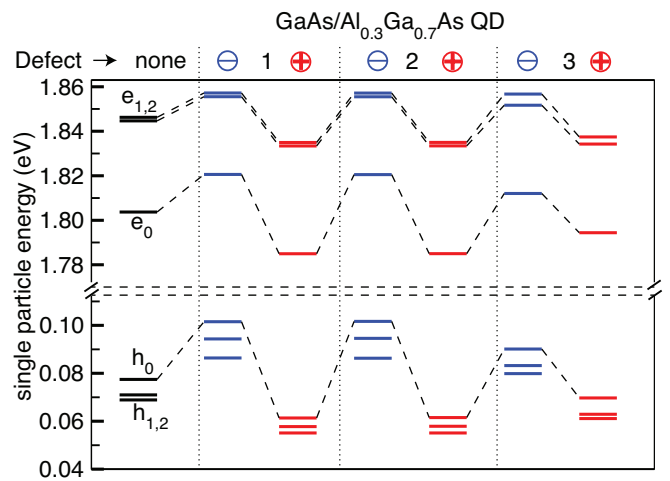 GaAs/Al0.3Ga0.7As QD
Defect → none ⊖ 1 ⊕ ⊖ 2 ⊕ ⊖ 3 ⊕
single particle energy (eV)
1.86
1.84
1.82
1.80
1.78
0.10
0.08
0.06
0.04
e1,2
e0
h0
h1,2